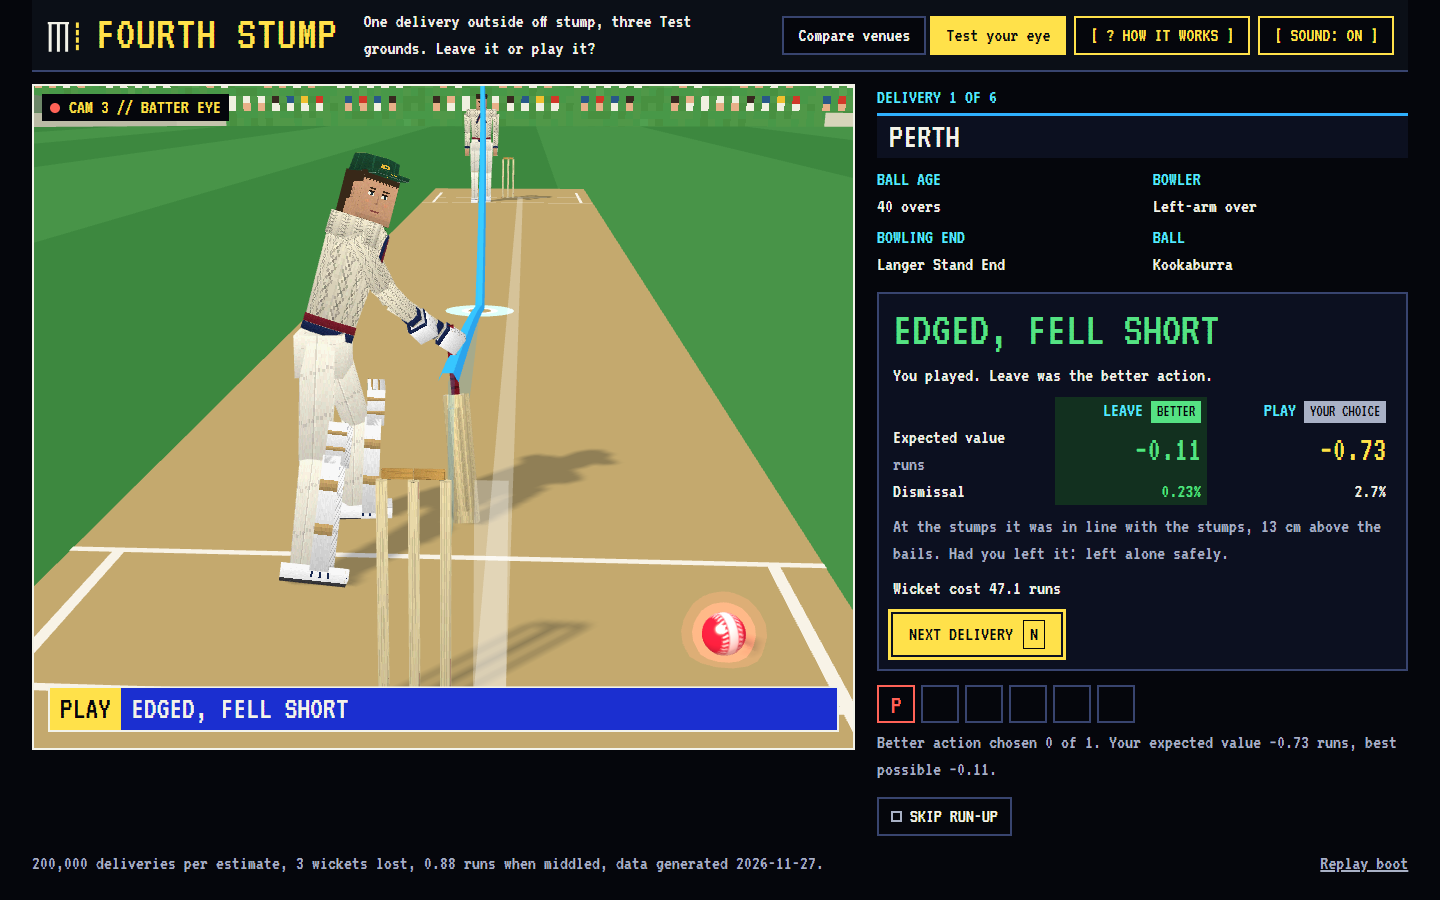 FOURTH STUMP
One delivery outside off stump, three Test
grounds. Leave it or play it?
Compare venues
Test your eye
[ ? HOW IT WORKS ]
[ SOUND: ON ]
CAM 3 // BATTER EYE
PLAY EDGED, FELL SHORT
DELIVERY 1 OF 6
PERTH
BALL AGE BOWLER
40 overs Left-arm over
BOWLING END BALL
Langer Stand End Kookaburra
EDGED, FELL SHORT
You played. Leave was the better action.
LEAVE BETTER PLAY YOUR CHOICE
Expected value -0.11 -0.73
runs
Dismissal 0.23% 2.7%
At the stumps it was in line with the stumps, 13 cm above the
bails. Had you left it: left alone safely.
Wicket cost 47.1 runs
NEXT DELIVERY N
P
Better action chosen 0 of 1. Your expected value -0.73 runs, best
possible -0.11.
SKIP RUN-UP
200,000 deliveries per estimate, 3 wickets lost, 0.88 runs when middled, data generated 2026-11-27.
Replay boot